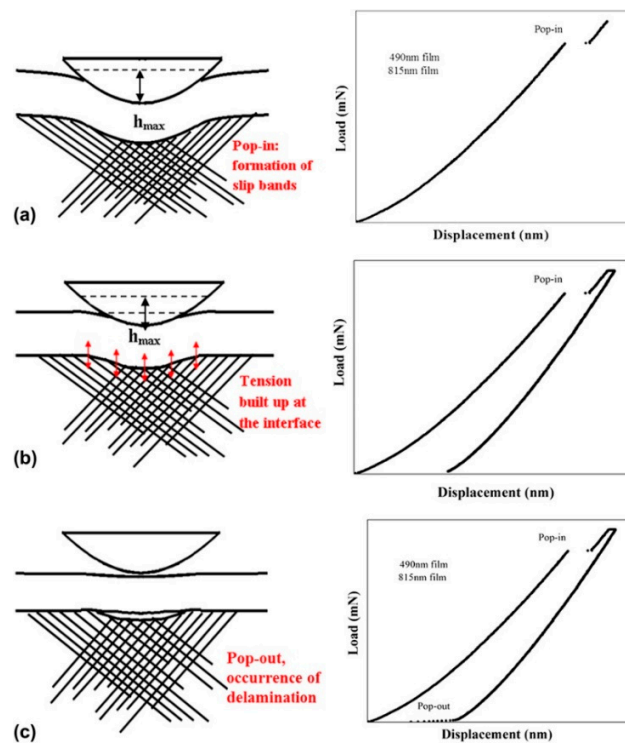 h_max
Pop-in:
formation of
slip bands
(a)
Pop-in
490nm film
815nm film
Load (mN)
Displacement (nm)
h_max
Tension
built up at
the interface
(b)
Pop-in
Load (mN)
Displacement (nm)
Pop-out,
occurrence of
delamination
(c)
Pop-in
490nm film
815nm film
Pop-out
Load (mN)
Displacement (nm)